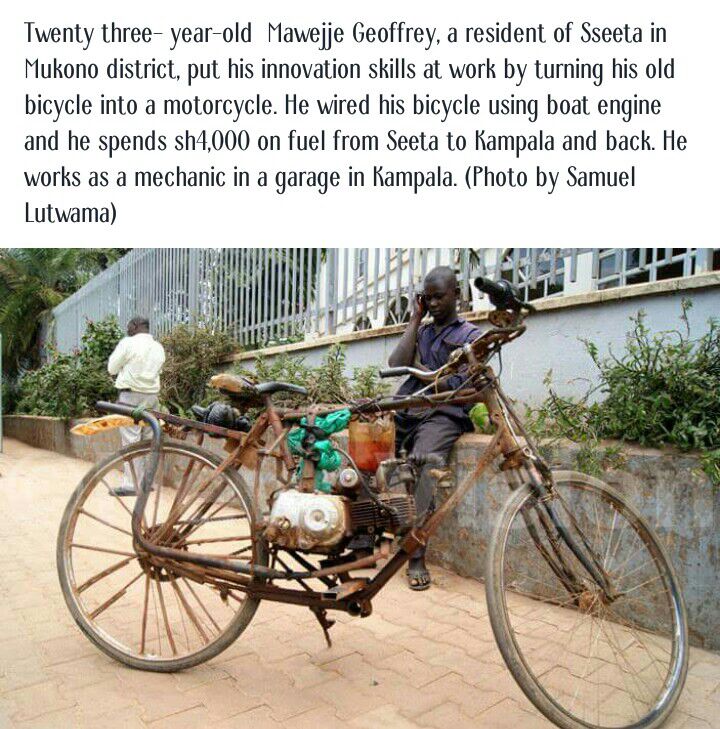 Twenty three- year-old  Mawejje Geoffrey, a resident of Sseeta in
Mukono district, put his innovation skills at work by turning his old
bicycle into a motorcycle. He wired his bicycle using boat engine
and he spends sh4,000 on fuel from Seeta to Kampala and back. He
works as a mechanic in a garage in Kampala. (Photo by Samuel
Lutwama)